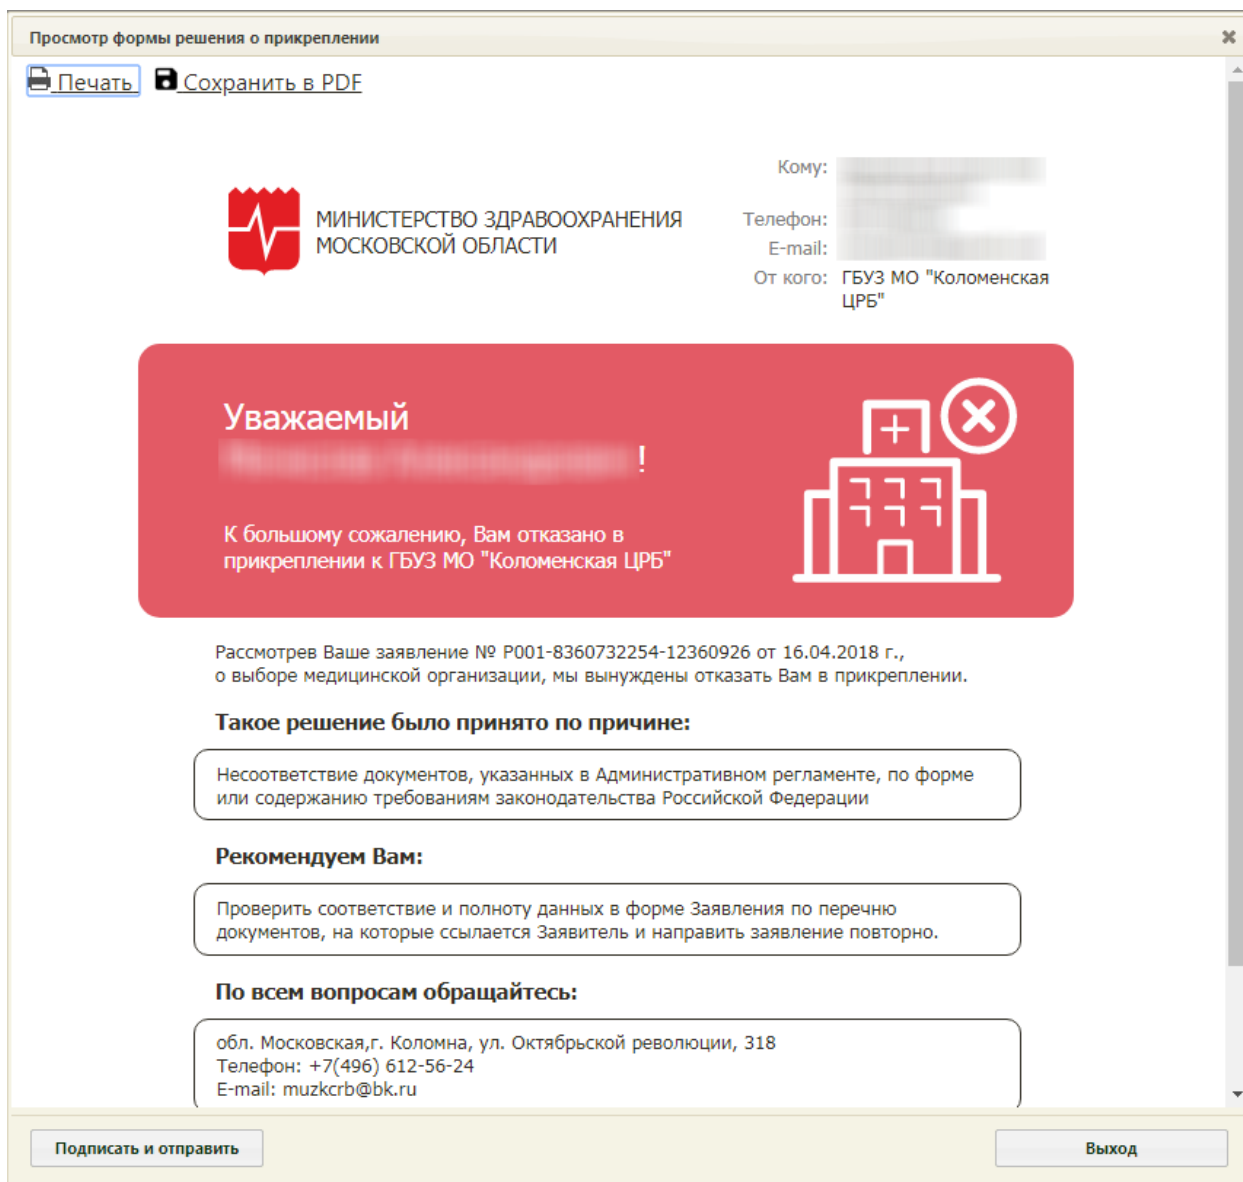 Просмотр формы решения о прикреплении
Печать Сохранить в PDF
Кому:
МИНИСТЕРСТВО ЗДРАВООХРАНЕНИЯ
МОСКОВСКОЙ ОБЛАСТИ
Телефон:
E-mail:
От кого: ГБУЗ МО "Коломенская
ЦРБ"
Уважаемый
!
К большому сожалению, Вам отказано в
прикреплении к ГБУЗ МО "Коломенская ЦРБ"
Рассмотрев Ваше заявление № P001-8360732254-12360926 от 16.04.2018 г.,
о выборе медицинской организации, мы вынуждены отказать Вам в прикреплении.
Такое решение было принято по причине:
Несоответствие документов, указанных в Административном регламенте, по форме
или содержанию требованиям законодательства Российской Федерации
Рекомендуем Вам:
Проверить соответствие и полноту данных в форме Заявления по перечню
документов, на которые ссылается Заявитель и направить заявление повторно.
По всем вопросам обращайтесь:
обл. Московская,г. Коломна, ул. Октябрьской революции, 318
Телефон: +7(496) 612-56-24
E-mail: muzkcrb@bk.ru
Подписать и отправить
Выход